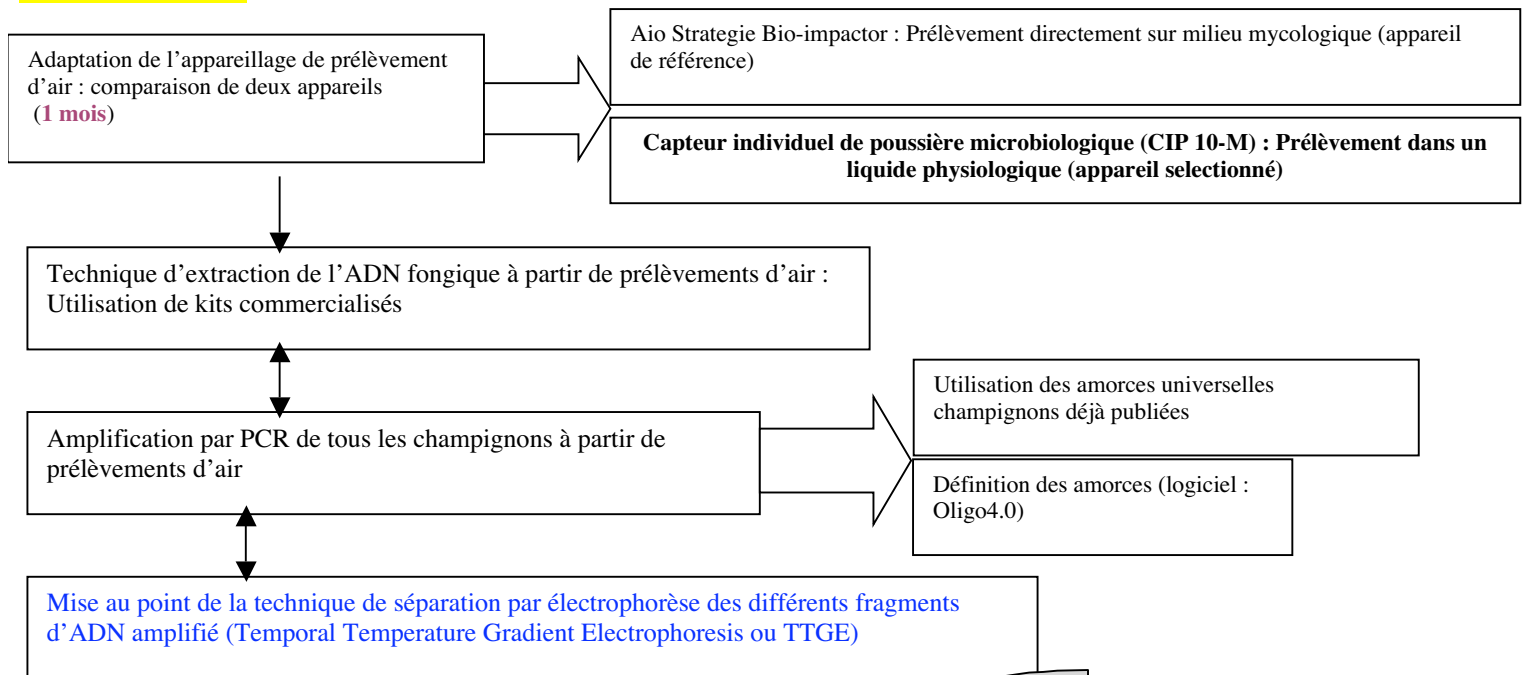 Adaptation de l'appareillage de prélèvement
d'air : comparaison de deux appareils
(1 mois)
Aio Strategie Bio-impactor : Prélèvement directement sur milieu mycologique (appareil
de référence)
Capteur individuel de poussière microbiologique (CIP 10-M) : Prélèvement dans un
liquide physiologique (appareil selectionné)
Technique d'extraction de l'ADN fongique à partir de prélèvements d'air :
Utilisation de kits commercialisés
Amplification par PCR de tous les champignons à partir de
prélèvements d'air
Utilisation des amorces universelles
champignons déjà publiées
Définition des amorces (logiciel :
Oligo4.0)
Mise au point de la technique de séparation par électrophorèse des différents fragments
d'ADN amplifié (Temporal Temperature Gradient Electrophoresis ou TTGE)